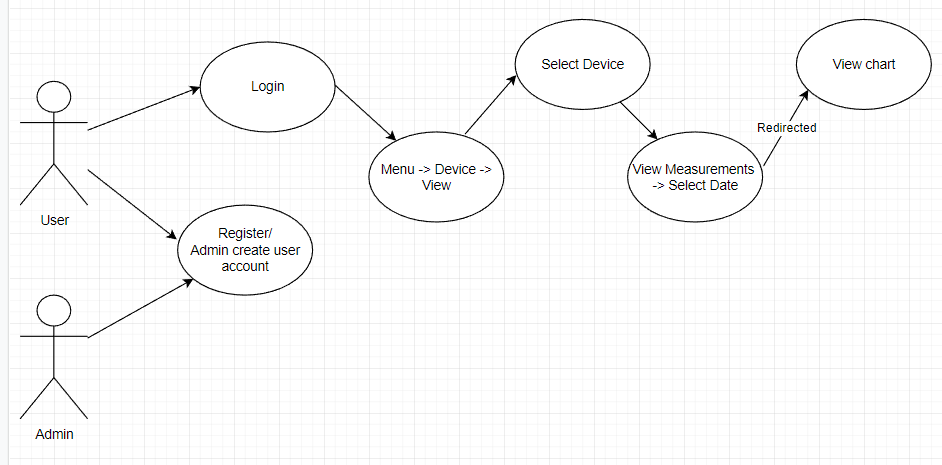 Login
Select Device
View chart
Redirected
Menu -> Device ->
View
View Measurements
-> Select Date
User
Register/
Admin create user
account
Admin